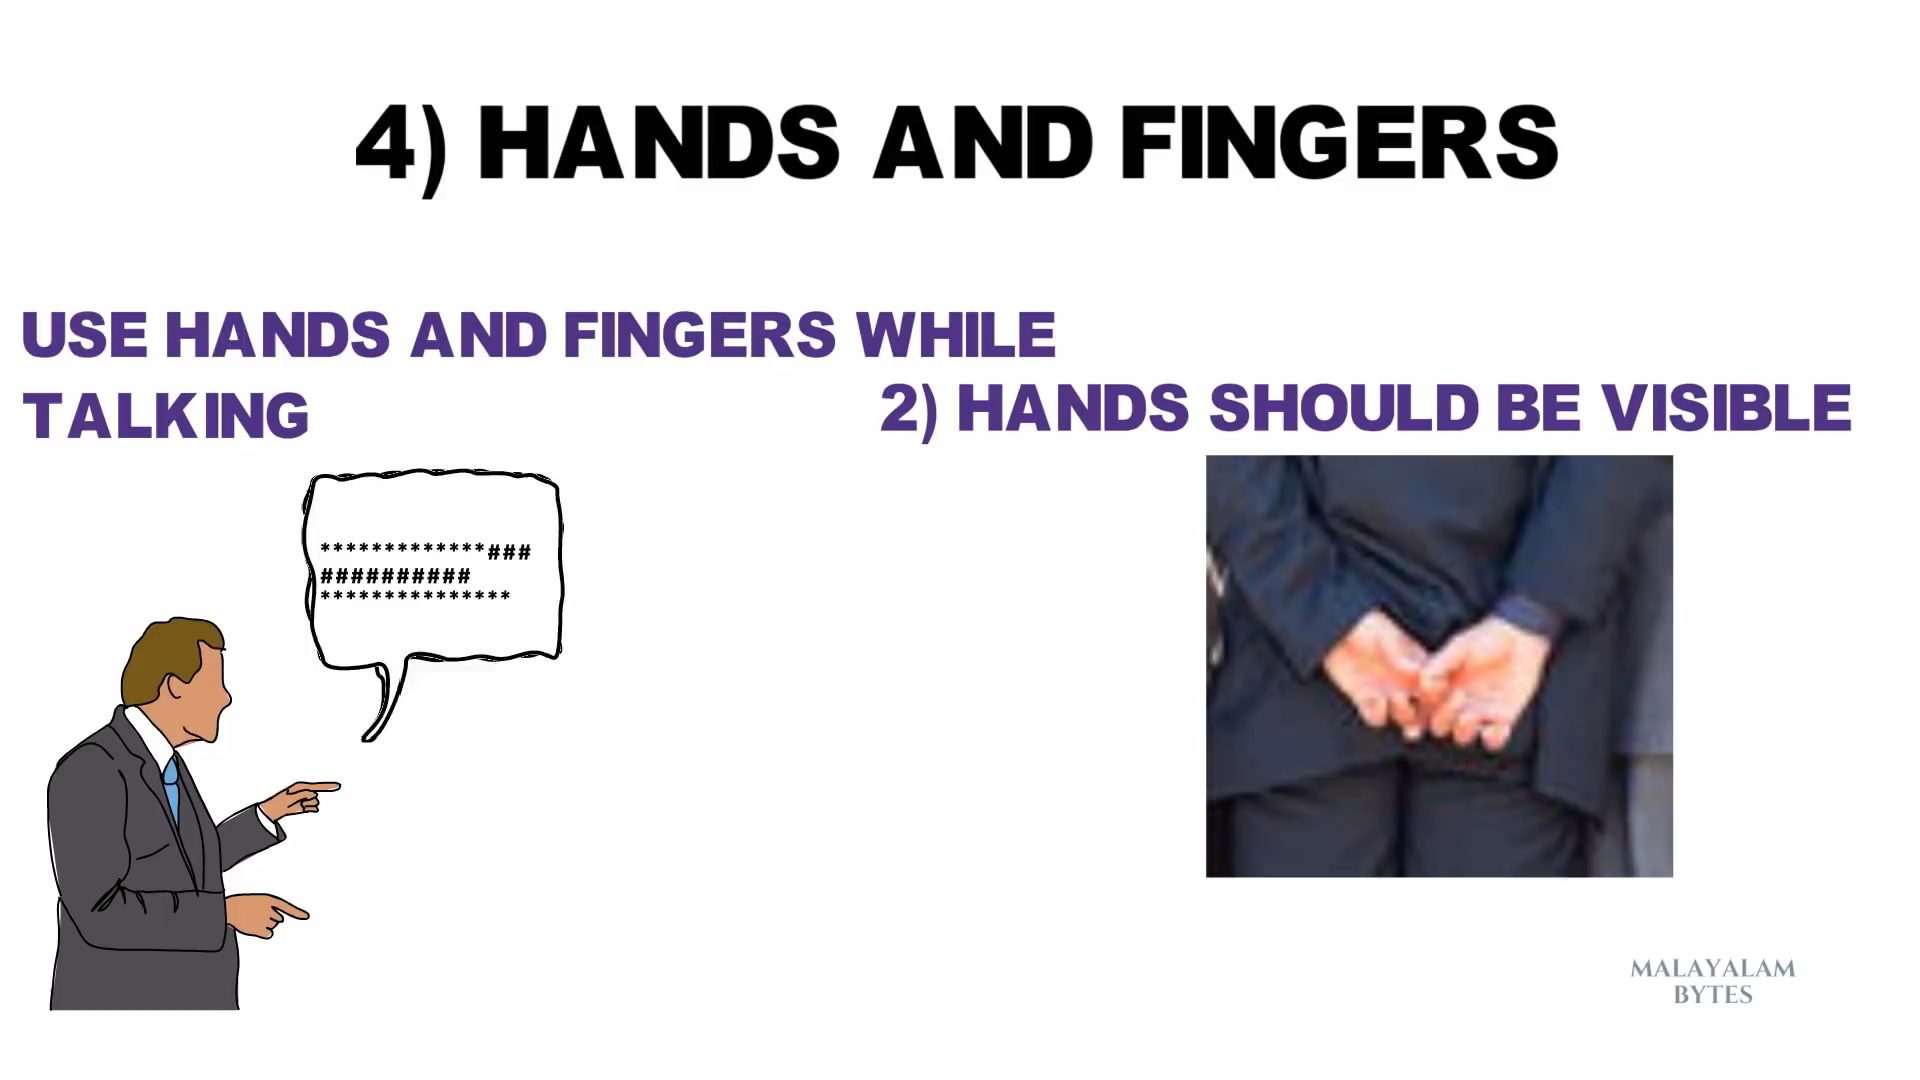 4) HANDS AND FINGERS
USE HANDS AND FINGERS WHILE
TALKING
2) HANDS SHOULD BE VISIBLE
*************###
##########
***************
MALAYALAM
BYTES